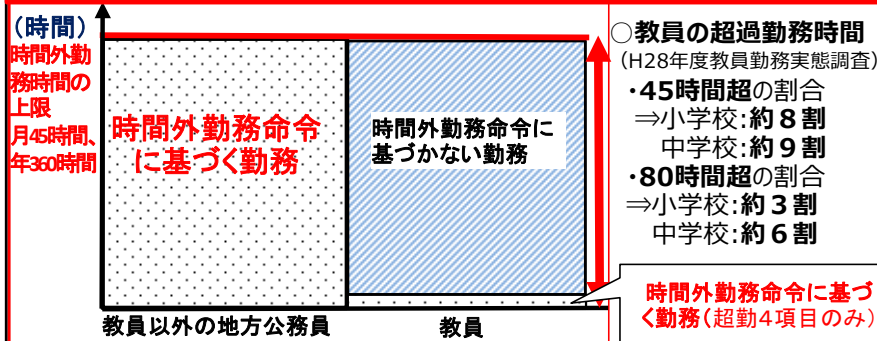 (時間)
時間外勤
務時間の
上限
月45時間、
年360時間
時間外勤務命令
に基づく勤務
時間外勤務命令に
基づかない勤務
教員以外の地方公務員
教員
○教員の超過勤務時間
(H28年度教員勤務実態調査)
・45時間超の割合
⇒小学校:約8割
中学校:約9割
・80時間超の割合
⇒小学校:約3割
中学校:約6割
時間外勤務命令に基づ
く勤務(超勤4項目のみ)